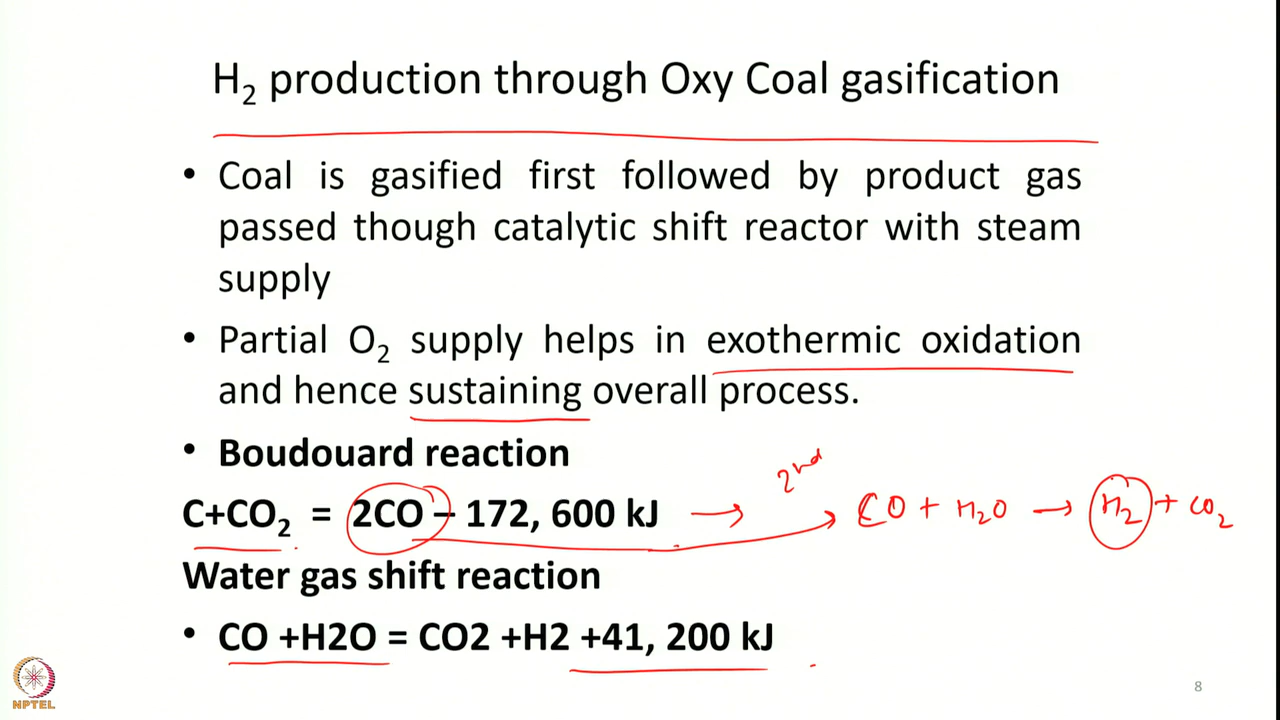 H₂ production through Oxy Coal gasification
• Coal is gasified first followed by product gas
passed though catalytic shift reactor with steam
supply
• Partial O₂ supply helps in exothermic oxidation
and hence sustaining overall process.
• Boudouard reaction
2nd
C+CO₂ = 2CO – 172, 600 kJ → CO + H₂O → H₂ + CO₂
Water gas shift reaction
• CO +H2O = CO2 +H2 +41, 200 kJ
NPTEL
8